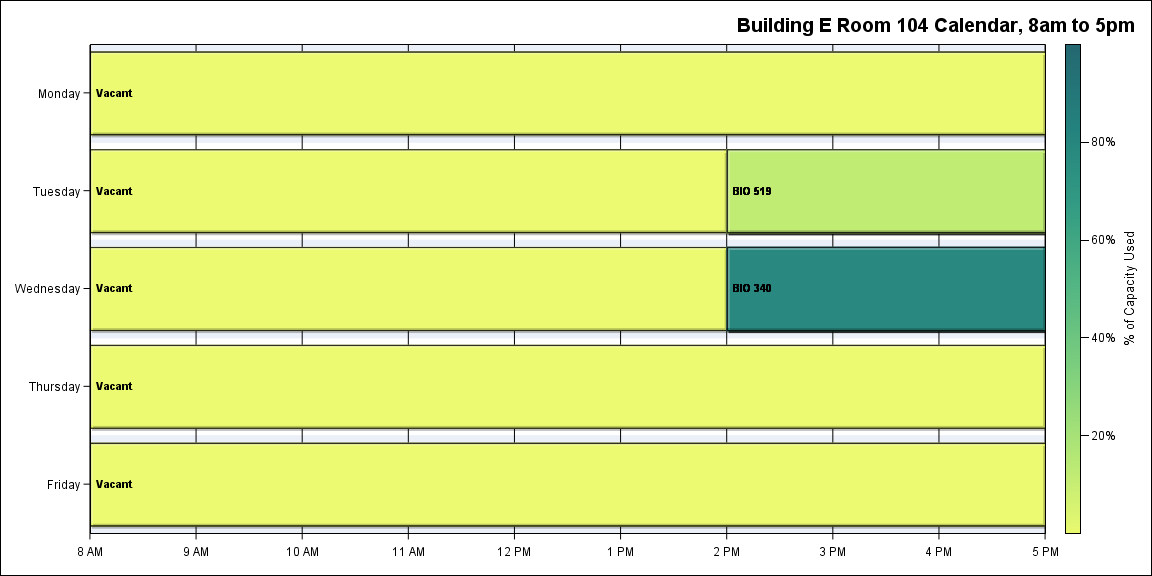 Building E Room 104 Calendar, 8am to 5pm
Monday
Vacant
Tuesday
Vacant
BIO 519
Wednesday
Vacant
BIO 340
Thursday
Vacant
Friday
Vacant
8 AM 9 AM 10 AM 11 AM 12 PM 1 PM 2 PM 3 PM 4 PM 5 PM
80%
60%
40%
20%
% of Capacity Used